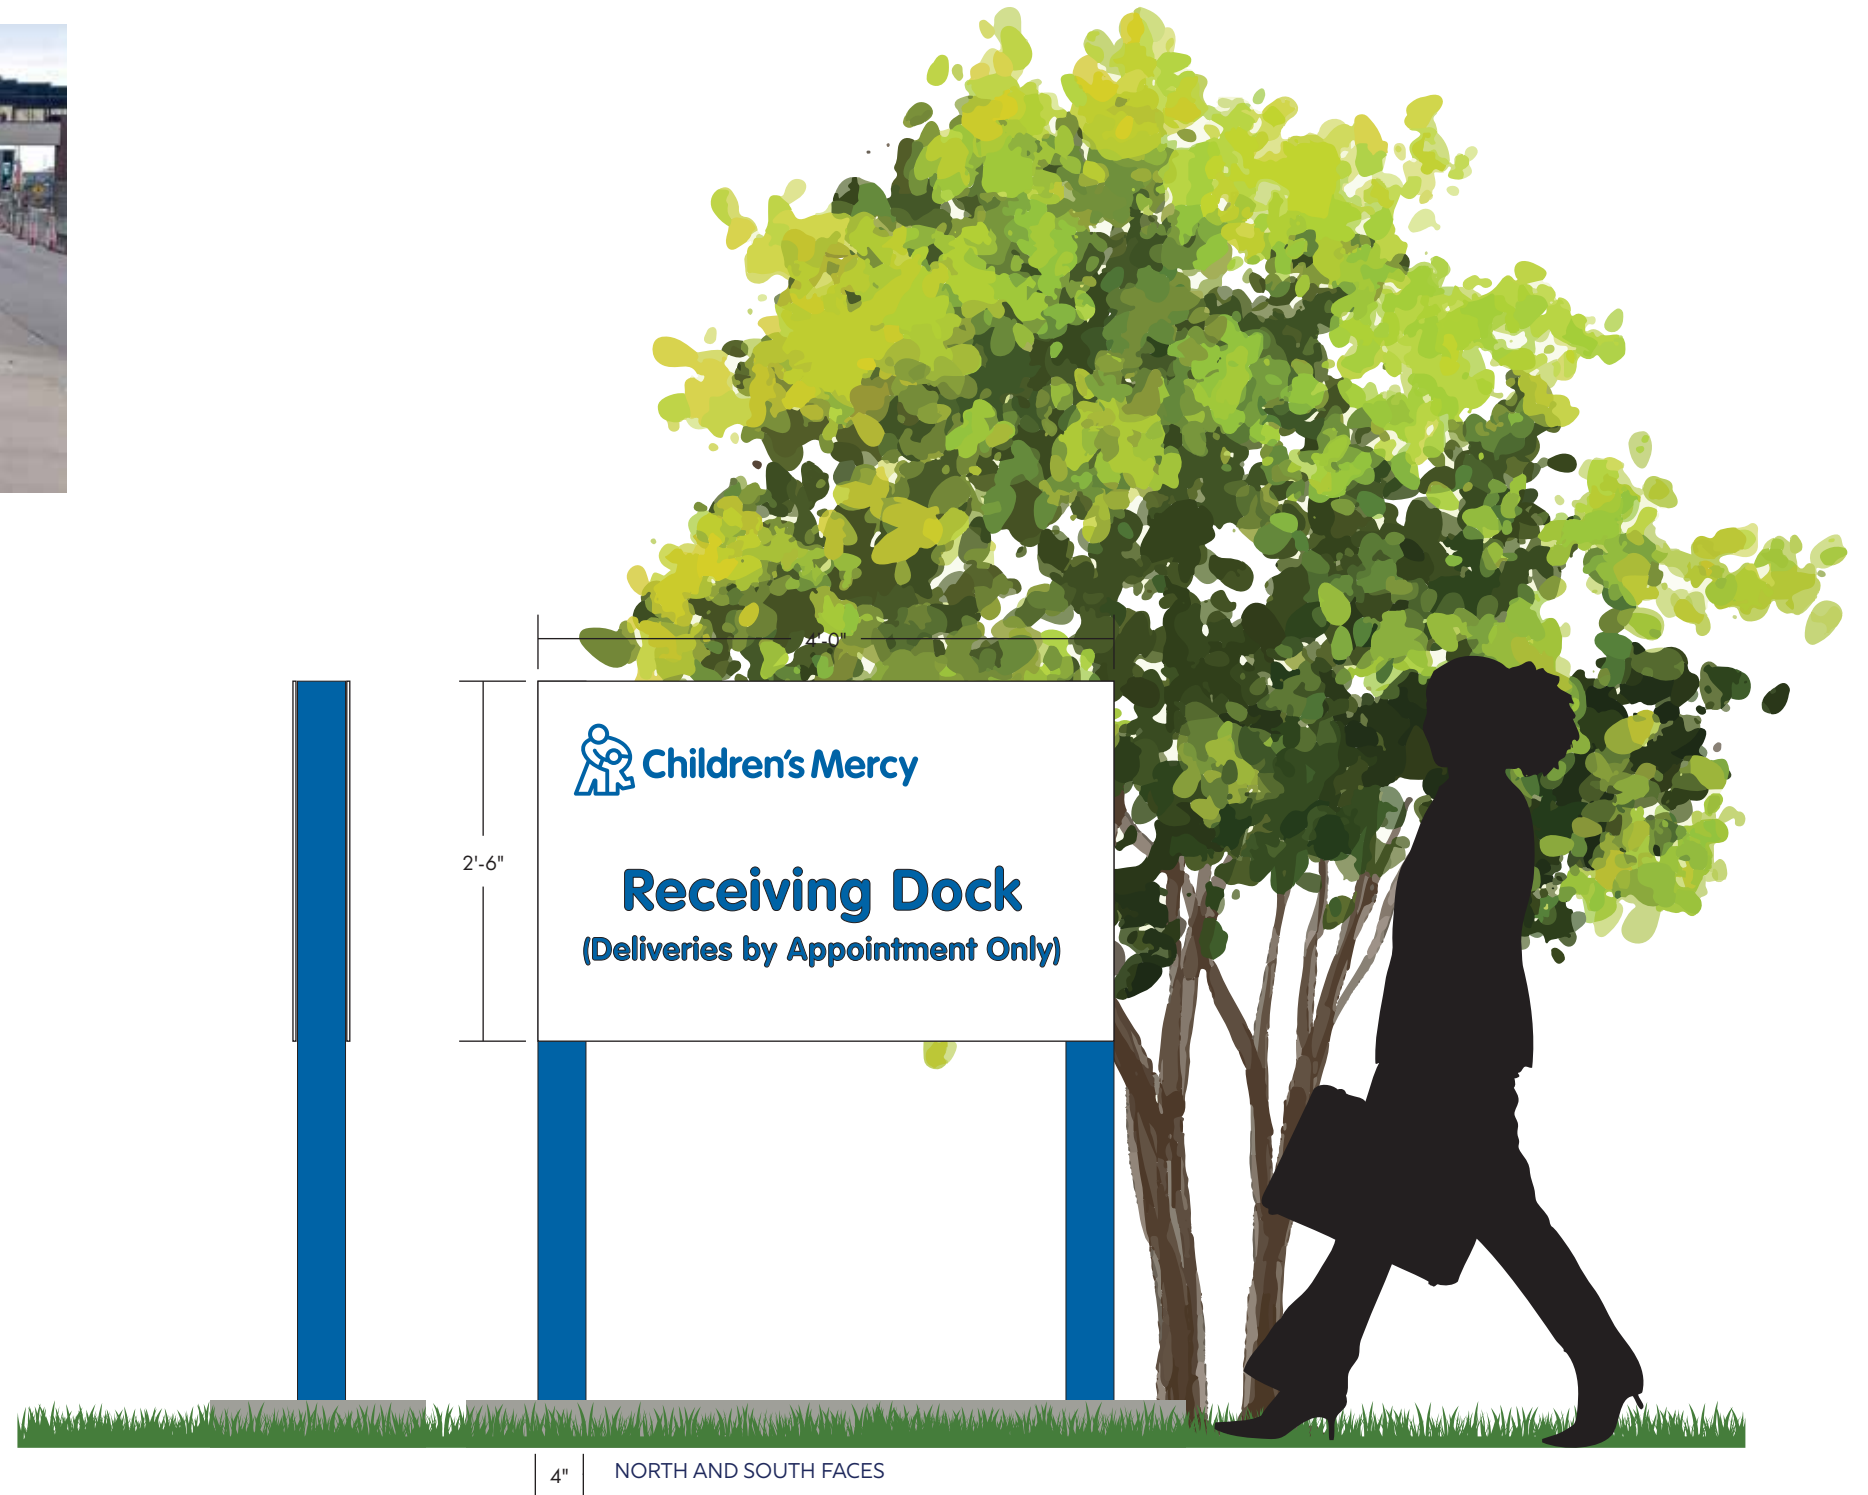 4'-0"
Children's Mercy
2'-6"
Receiving Dock
(Deliveries by Appointment Only)
4"
NORTH AND SOUTH FACES